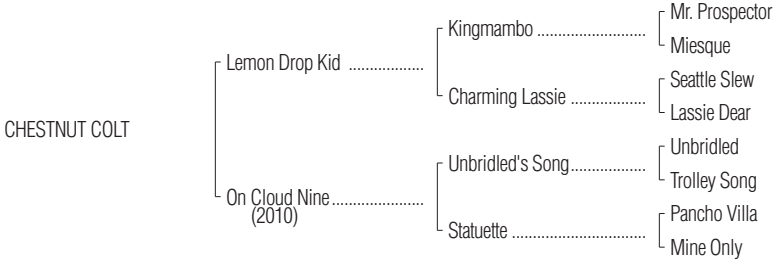 Mr. Prospector
Kingmambo ..........................
Miesque
Lemon Drop Kid ..................
Seattle Slew
Charming Lassie ..................
Lassie Dear
CHESTNUT COLT
Unbridled
Unbridled's Song..................
Trolley Song
On Cloud Nine......................
(2010)
Pancho Villa
Statuette ................................
Mine Only